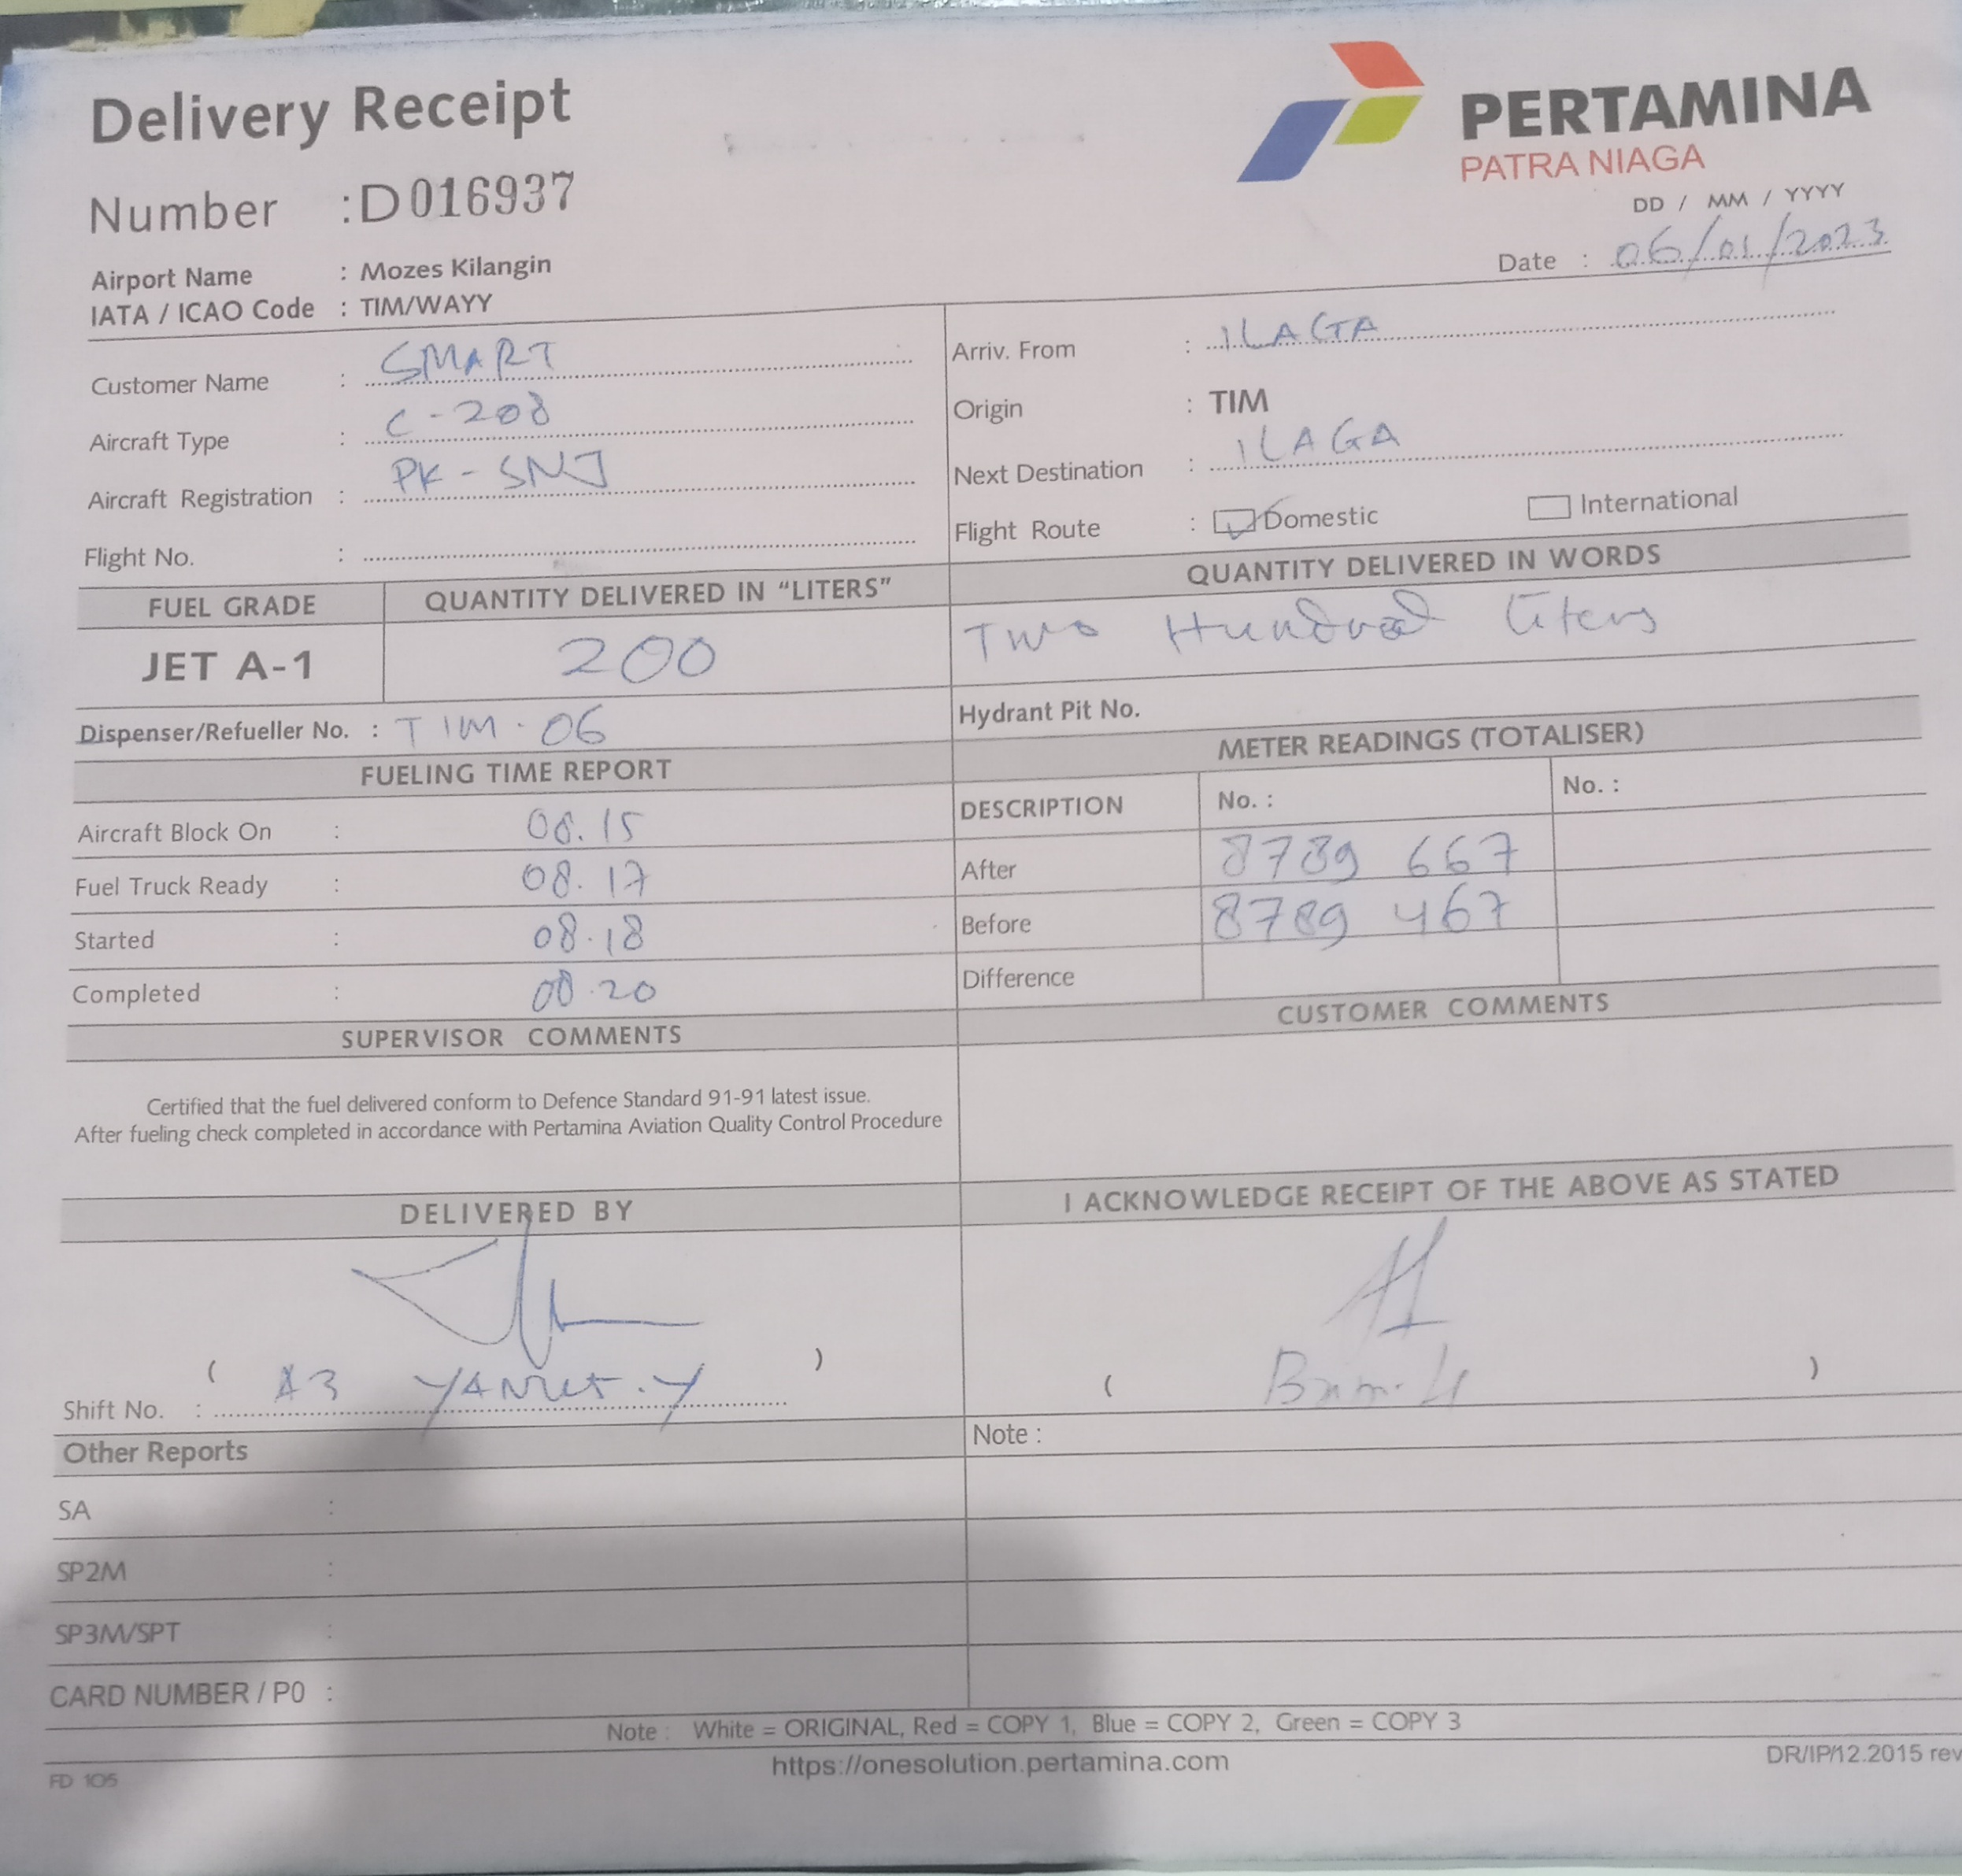 Delivery Receipt
PERTAMINA
PATRA NIAGA
Number : D016937
DD / MM / YYYY
Date : 06/01/2023
Airport Name : Mozes Kilangin
IATA / ICAO Code : TIM/WAYY
Customer Name : SMART
Aircraft Type : C-208
Aircraft Registration : PK-SNJ
Flight No. :
Arriv. From : ILAGA
Origin : TIM
Next Destination : ILAGA
Flight Route : Domestic International
FUEL GRADE QUANTITY DELIVERED IN “LITERS” QUANTITY DELIVERED IN WORDS
JET A-1 200 Two Hundred Liters
Dispenser/Refueller No. : TIM. 06 Hydrant Pit No.
FUELING TIME REPORT
Aircraft Block On : 08.15
Fuel Truck Ready : 08.17
Started : 08.18
Completed : 08.20
METER READINGS (TOTALISER)
DESCRIPTION No. : No. :
After 8789 667
Before 8789 467
Difference
SUPERVISOR COMMENTS
Certified that the fuel delivered conform to Defence Standard 91-91 latest issue.
After fueling check completed in accordance with Pertamina Aviation Quality Control Procedure
CUSTOMER COMMENTS
DELIVERED BY
( )
Shift No. : A3
I ACKNOWLEDGE RECEIPT OF THE ABOVE AS STATED
( )
Other Reports
SA :
SP2M :
SP3M/SPT :
CARD NUMBER / P0 :
Note :
Note : White = ORIGINAL, Red = COPY 1, Blue = COPY 2, Green = COPY 3
https://onesolution.pertamina.com
FD 105
DR/IP/12.2015 rev